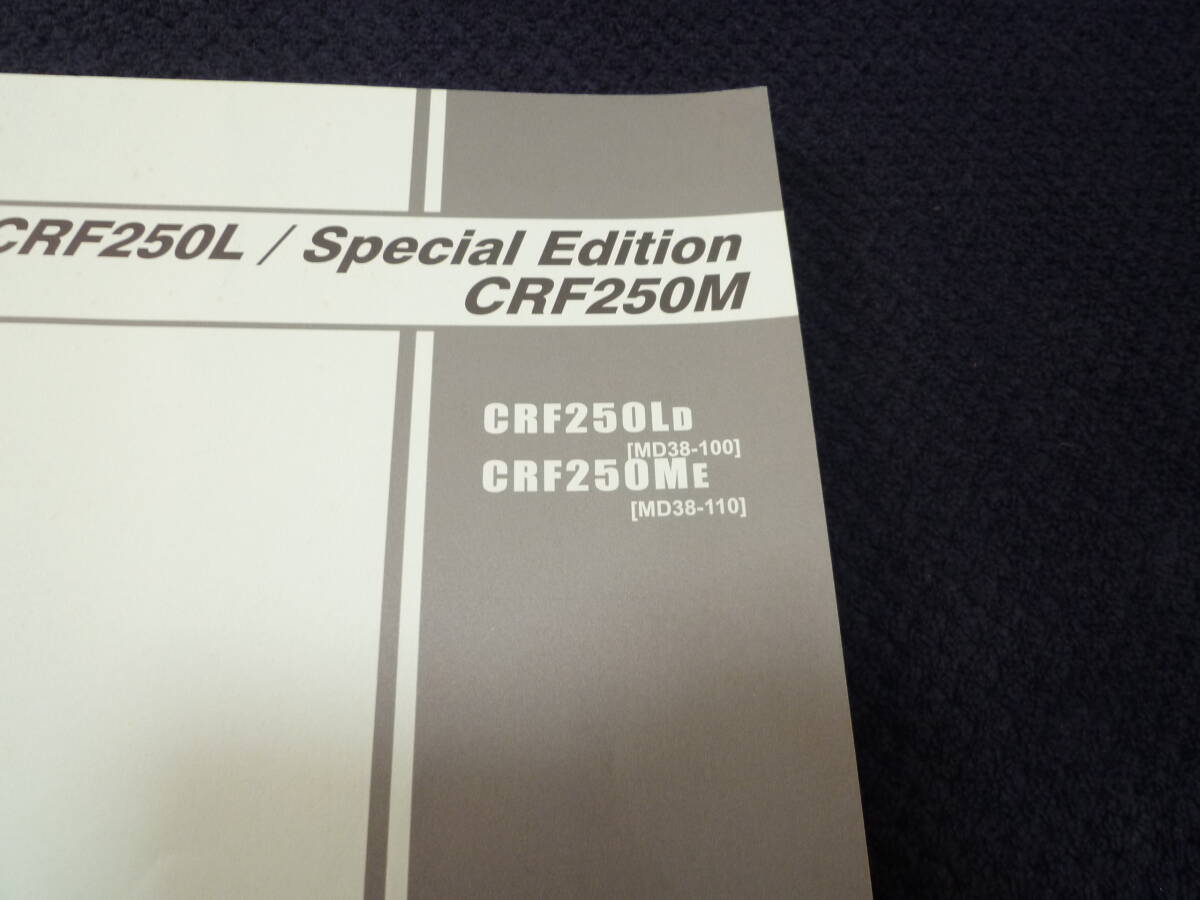 CRF250L / Special Edition
CRF250M
CRF250LD
[MD38-100]
CRF250ME
[MD38-110]